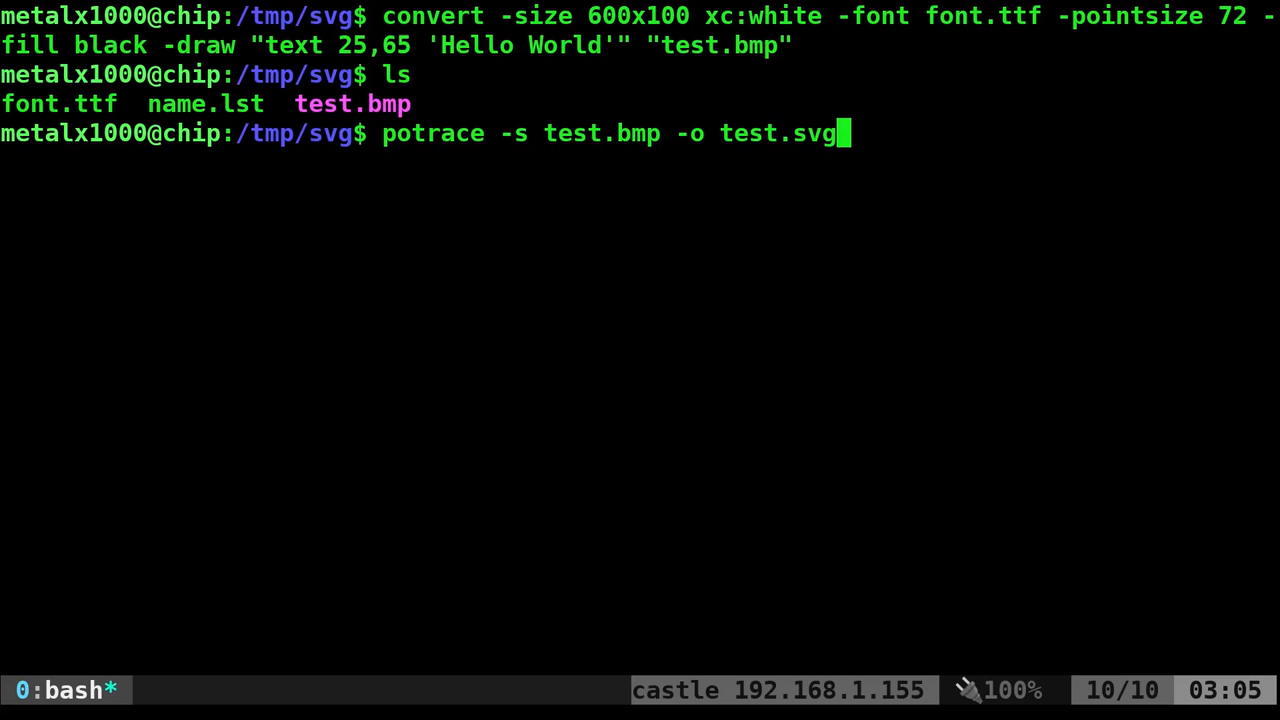 metalx1000@chip:/tmp/svg$ convert -size 600x100 xc:white -font font.ttf -pointsize 72 -
fill black -draw "text 25,65 'Hello World'" "test.bmp"
metalx1000@chip:/tmp/svg$ ls
font.ttf  name.lst  test.bmp
metalx1000@chip:/tmp/svg$ potrace -s test.bmp -o test.svg
0:bash* castle 192.168.1.155 🔌100% 10/10 03:05